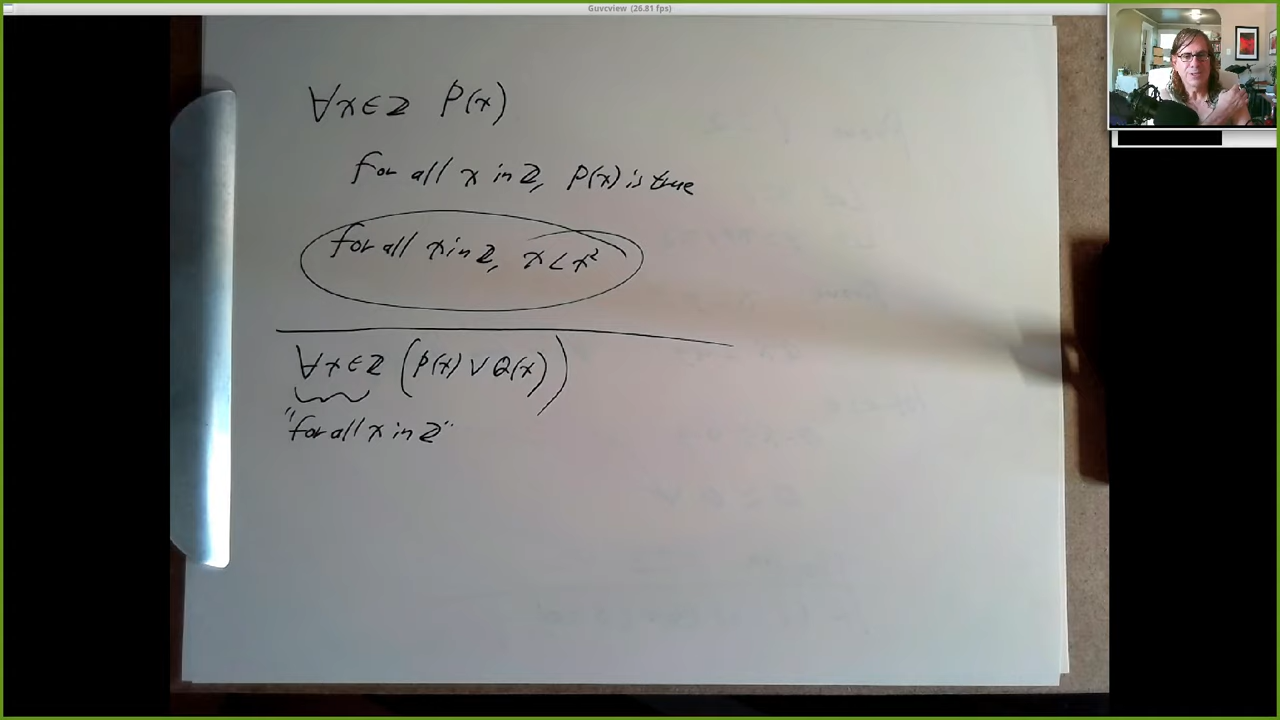 Guvcview (26.81 fps)
∀x∈ℤ P(x)
for all x in ℤ, P(x) is true
for all x in ℤ, x<x²
∀x∈ℤ (P(x) ∨ Q(x))
"for all x in ℤ"